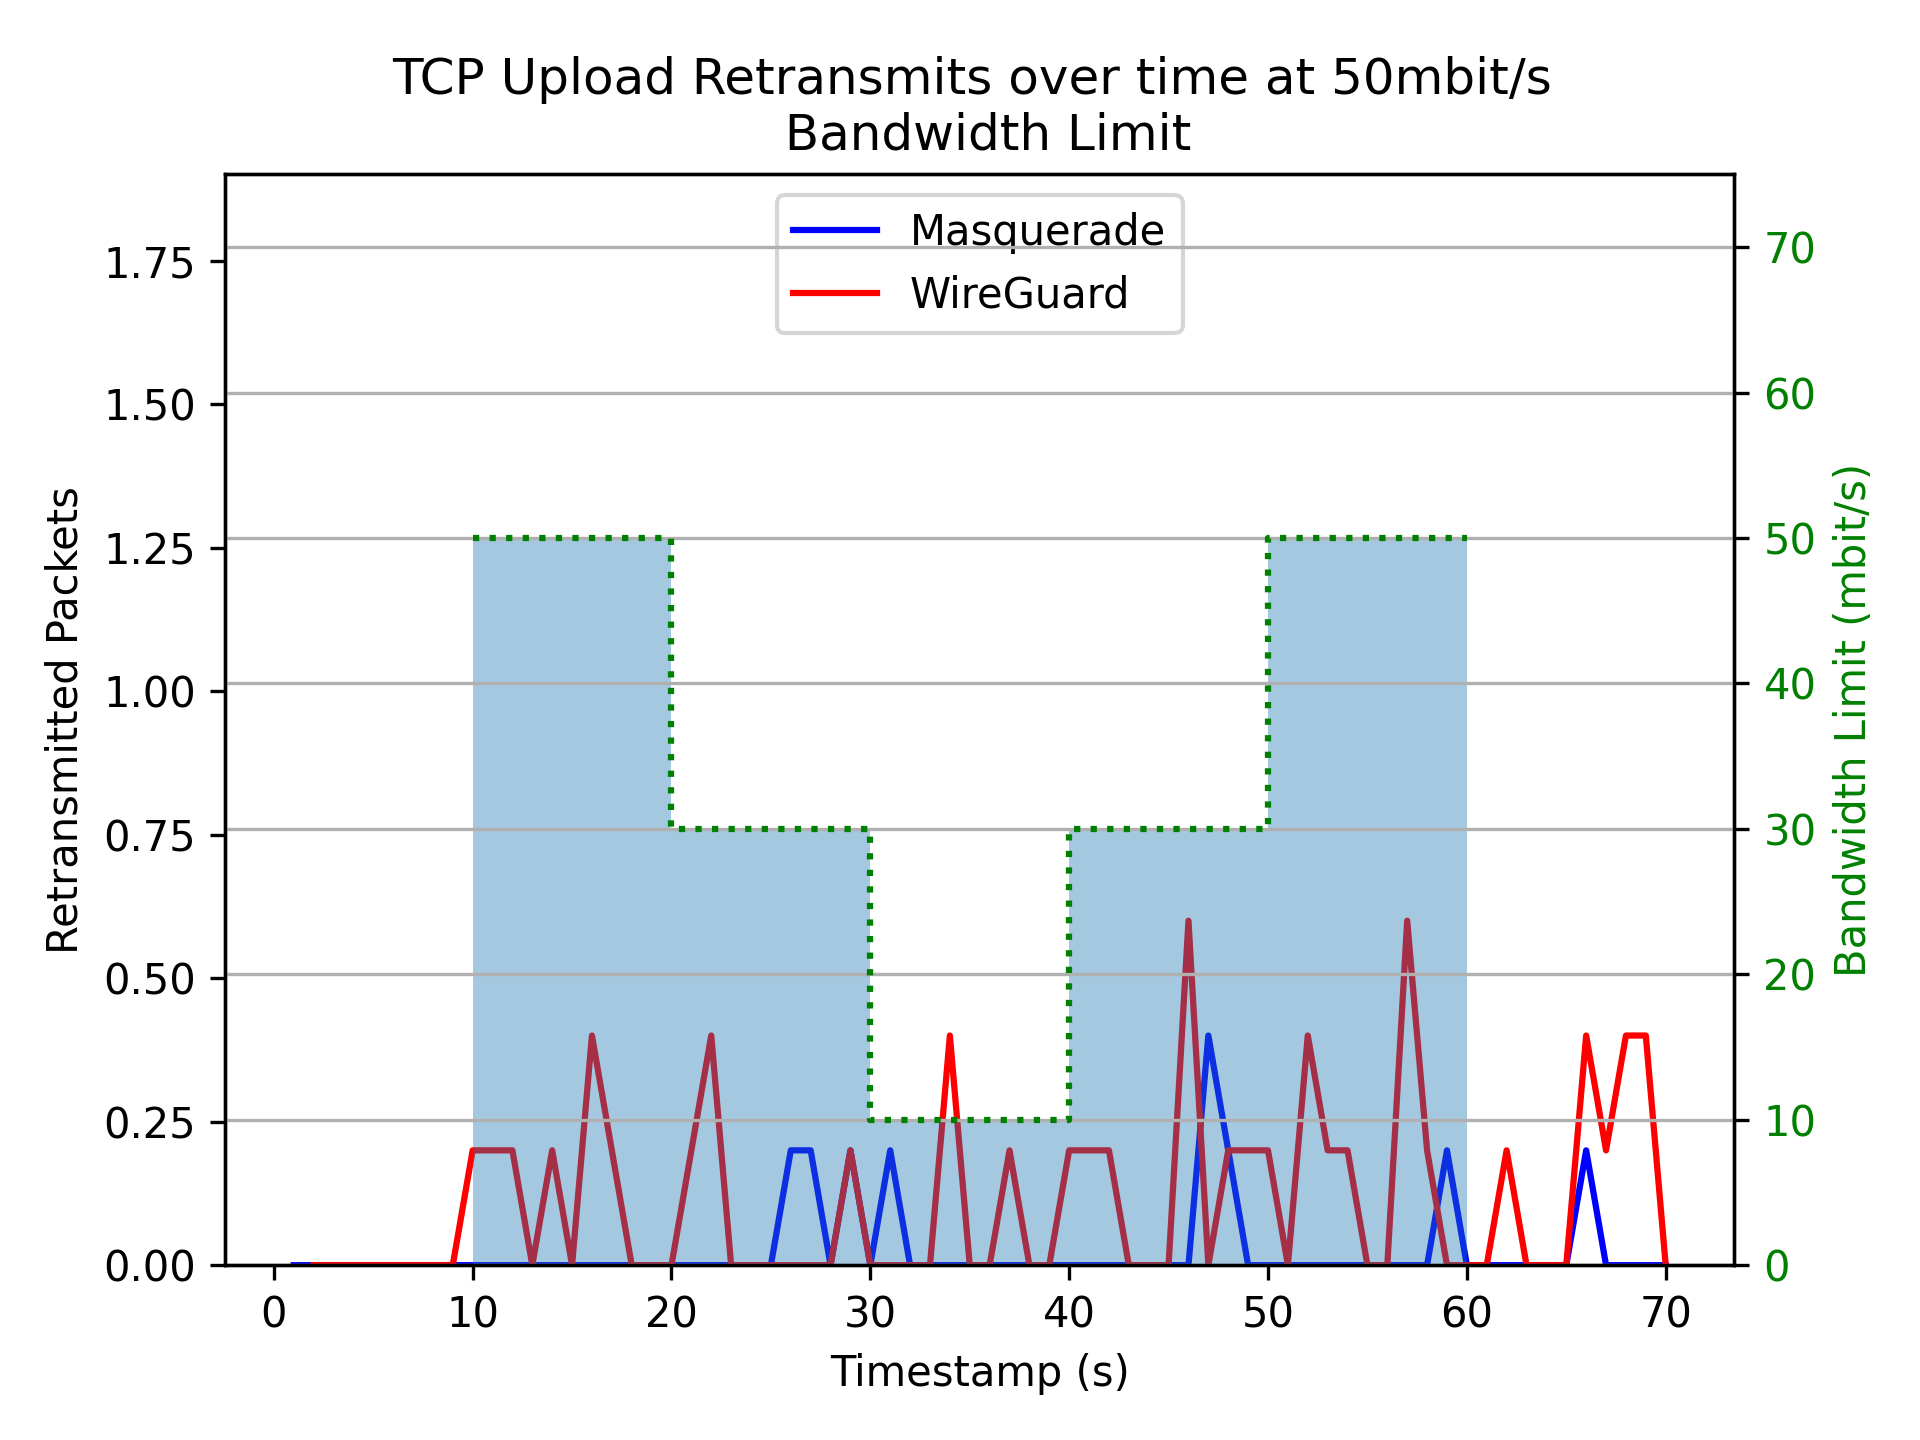 TCP Upload Retransmits over time at 50mbit/s
Bandwidth Limit
Masquerade
WireGuard
1.75
1.50
1.25
1.00
0.75
0.50
0.25
0.00
Retransmitted Packets
70
60
50
40
30
20
10
0
Bandwidth Limit (mbit/s)
0 10 20 30 40 50 60 70
Timestamp (s)